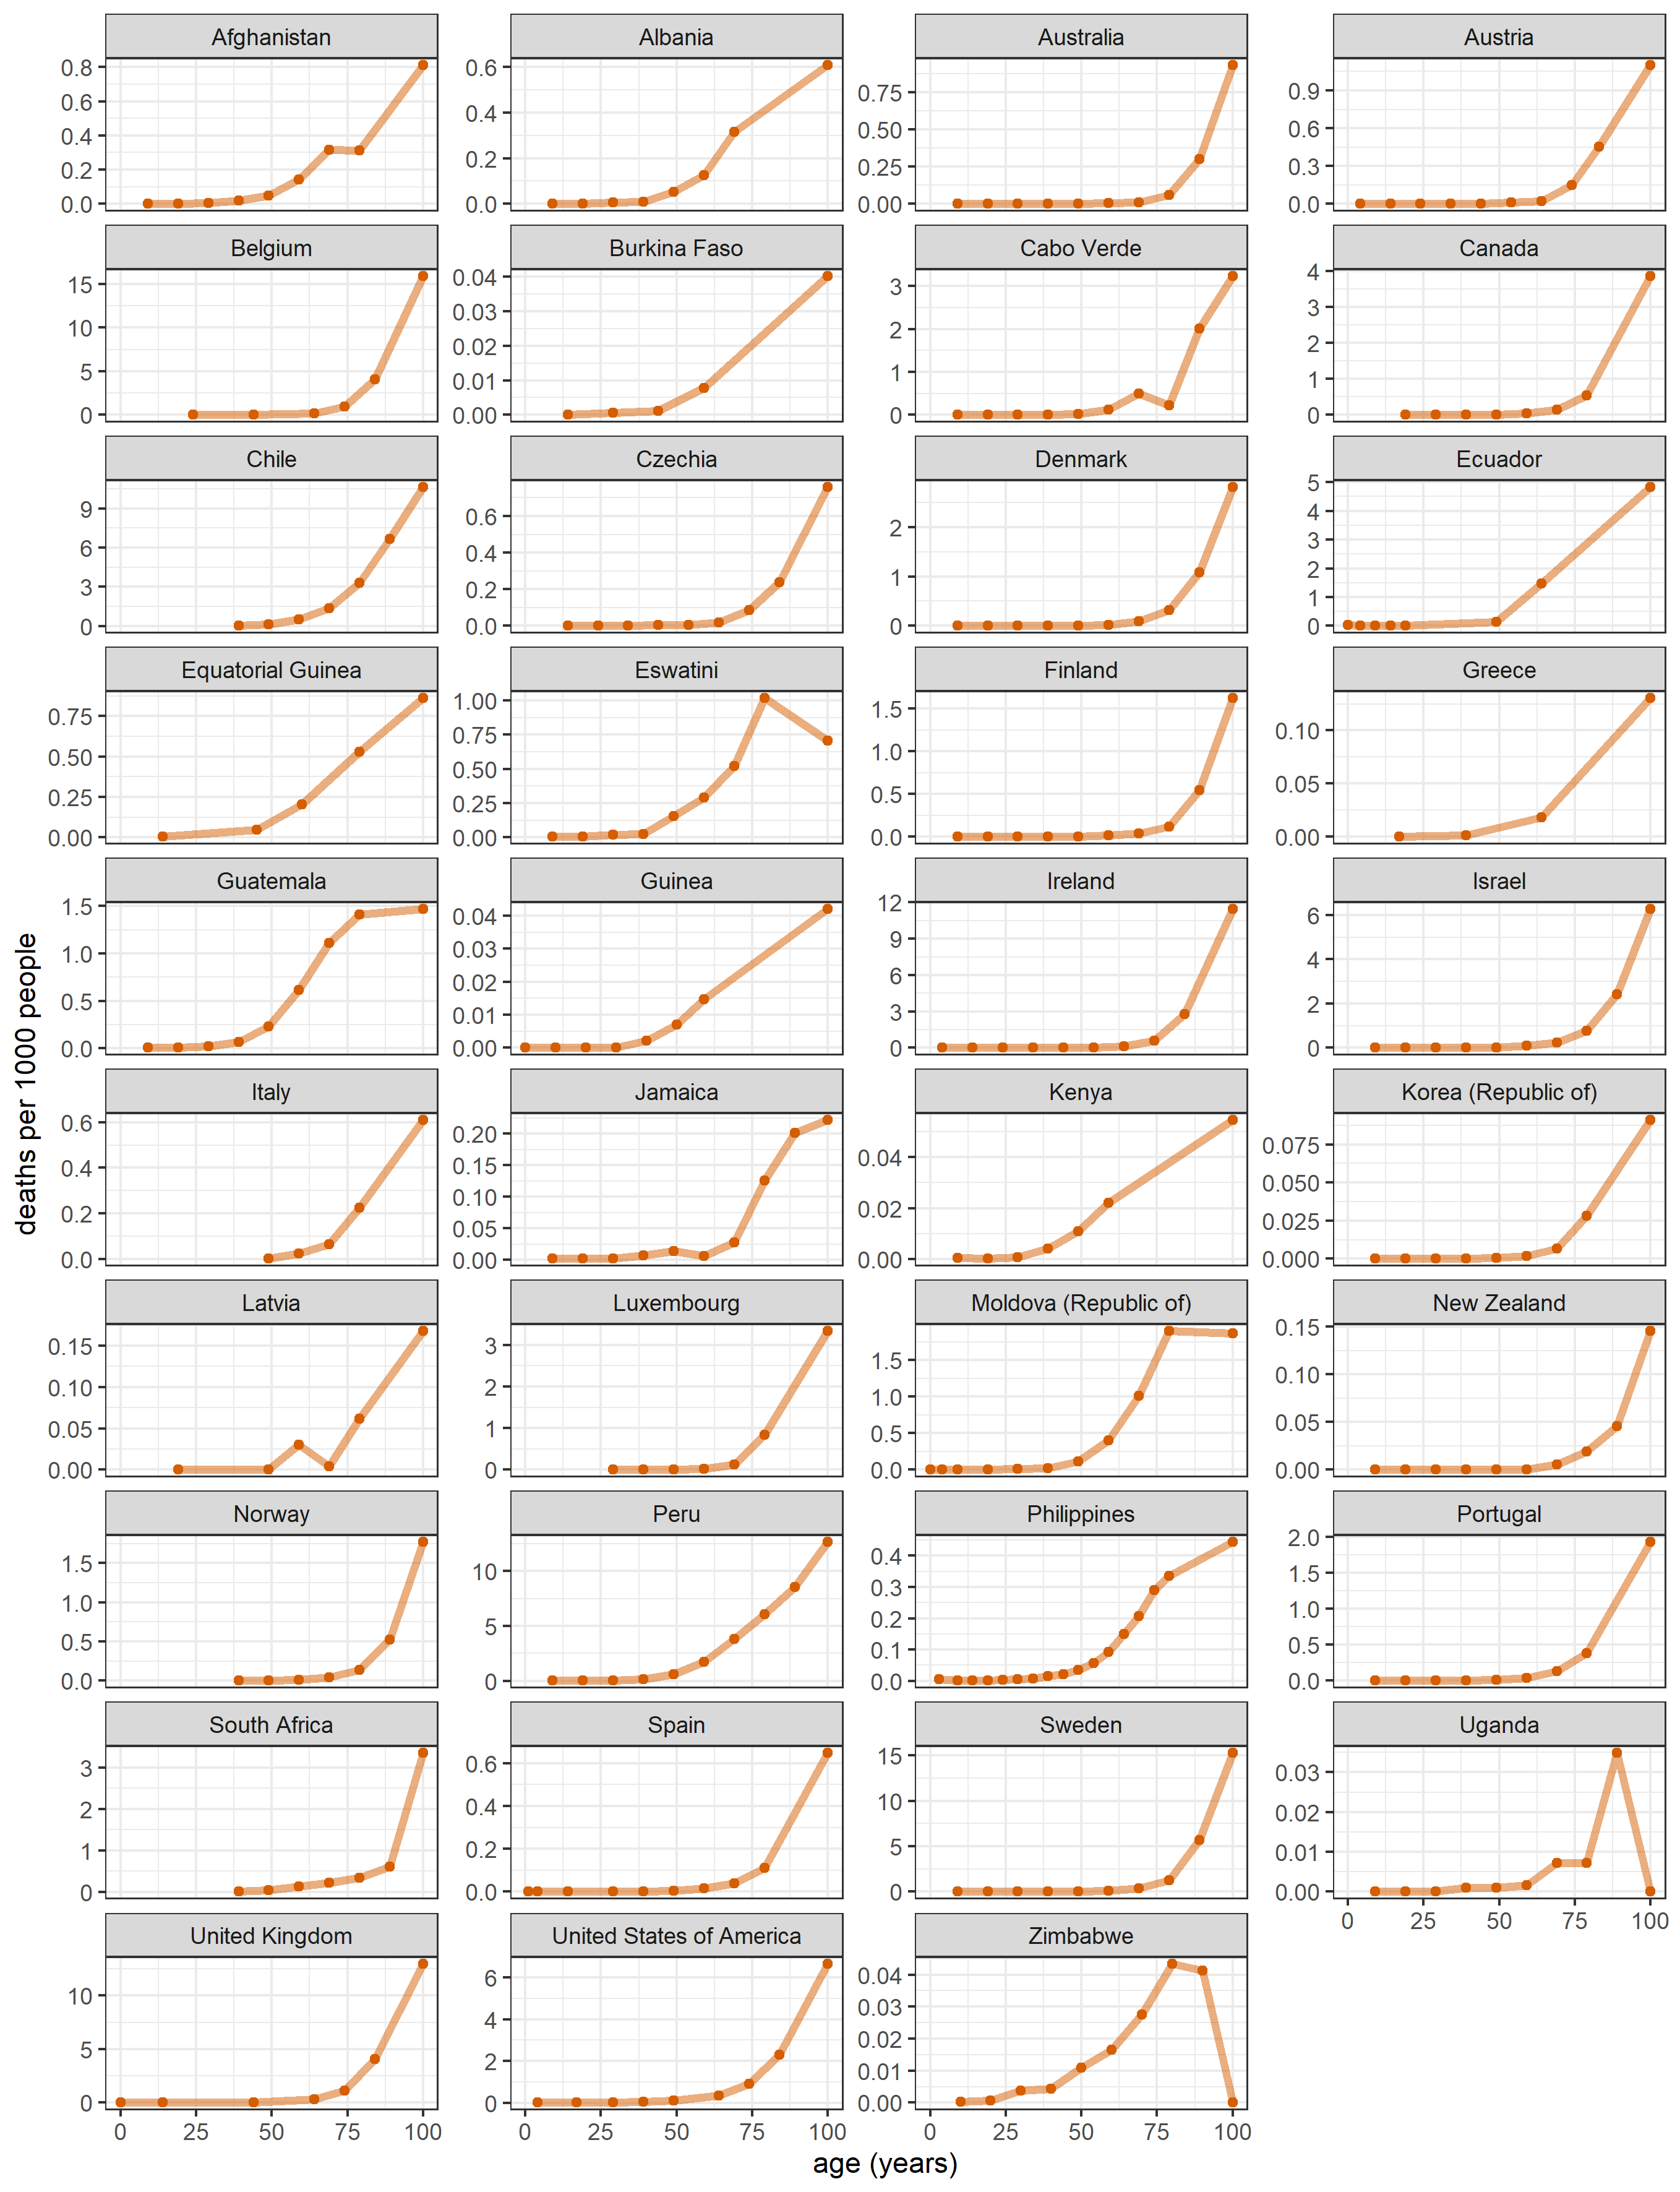 Afghanistan Albania Australia Austria
0.8 0.6 0.4 0.2 0.0
0.6 0.4 0.2 0.0
0.75 0.50 0.25 0.00
0.9 0.6 0.3 0.0
Belgium Burkina Faso Cabo Verde Canada
15 10 5 0
0.04 0.03 0.02 0.01 0.00
3 2 1 0
4 3 2 1 0
Chile Czechia Denmark Ecuador
9 6 3 0
0.6 0.4 0.2 0.0
2 1 0
5 4 3 2 1 0
Equatorial Guinea Eswatini Finland Greece
0.75 0.50 0.25 0.00
1.00 0.75 0.50 0.25 0.00
1.5 1.0 0.5 0.0
0.10 0.05 0.00
Guatemala Guinea Ireland Israel
1.5 1.0 0.5 0.0
0.04 0.03 0.02 0.01 0.00
12 9 6 3 0
6 4 2 0
deaths per 1000 people
Italy Jamaica Kenya Korea (Republic of)
0.6 0.4 0.2 0.0
0.20 0.15 0.10 0.05 0.00
0.04 0.02 0.00
0.075 0.050 0.025 0.000
Latvia Luxembourg Moldova (Republic of) New Zealand
0.15 0.10 0.05 0.00
3 2 1 0
1.5 1.0 0.5 0.0
0.15 0.10 0.05 0.00
Norway Peru Philippines Portugal
1.5 1.0 0.5 0.0
10 5 0
0.4 0.3 0.2 0.1 0.0
2.0 1.5 1.0 0.5 0.0
South Africa Spain Sweden Uganda
3 2 1 0
0.6 0.4 0.2 0.0
15 10 5 0
0.03 0.02 0.01 0.00
0 25 50 75 100
United Kingdom United States of America Zimbabwe
10 5 0
6 4 2 0
0.04 0.03 0.02 0.01 0.00
0 25 50 75 100 0 25 50 75 100 0 25 50 75 100
age (years)